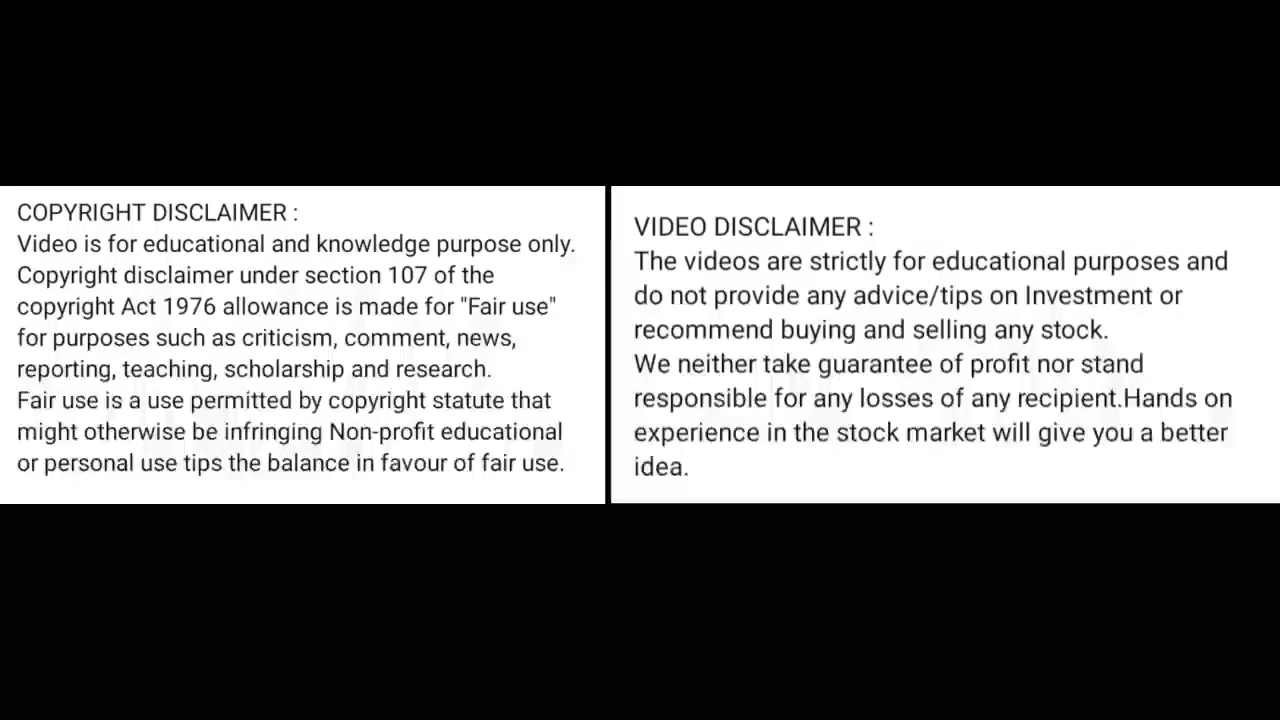 COPYRIGHT DISCLAIMER :
Video is for educational and knowledge purpose only.
Copyright disclaimer under section 107 of the
copyright Act 1976 allowance is made for "Fair use"
for purposes such as criticism, comment, news,
reporting, teaching, scholarship and research.
Fair use is a use permitted by copyright statute that
might otherwise be infringing Non-profit educational
or personal use tips the balance in favour of fair use.
VIDEO DISCLAIMER :
The videos are strictly for educational purposes and
do not provide any advice/tips on Investment or
recommend buying and selling any stock.
We neither take guarantee of profit nor stand
responsible for any losses of any recipient.Hands on
experience in the stock market will give you a better
idea.